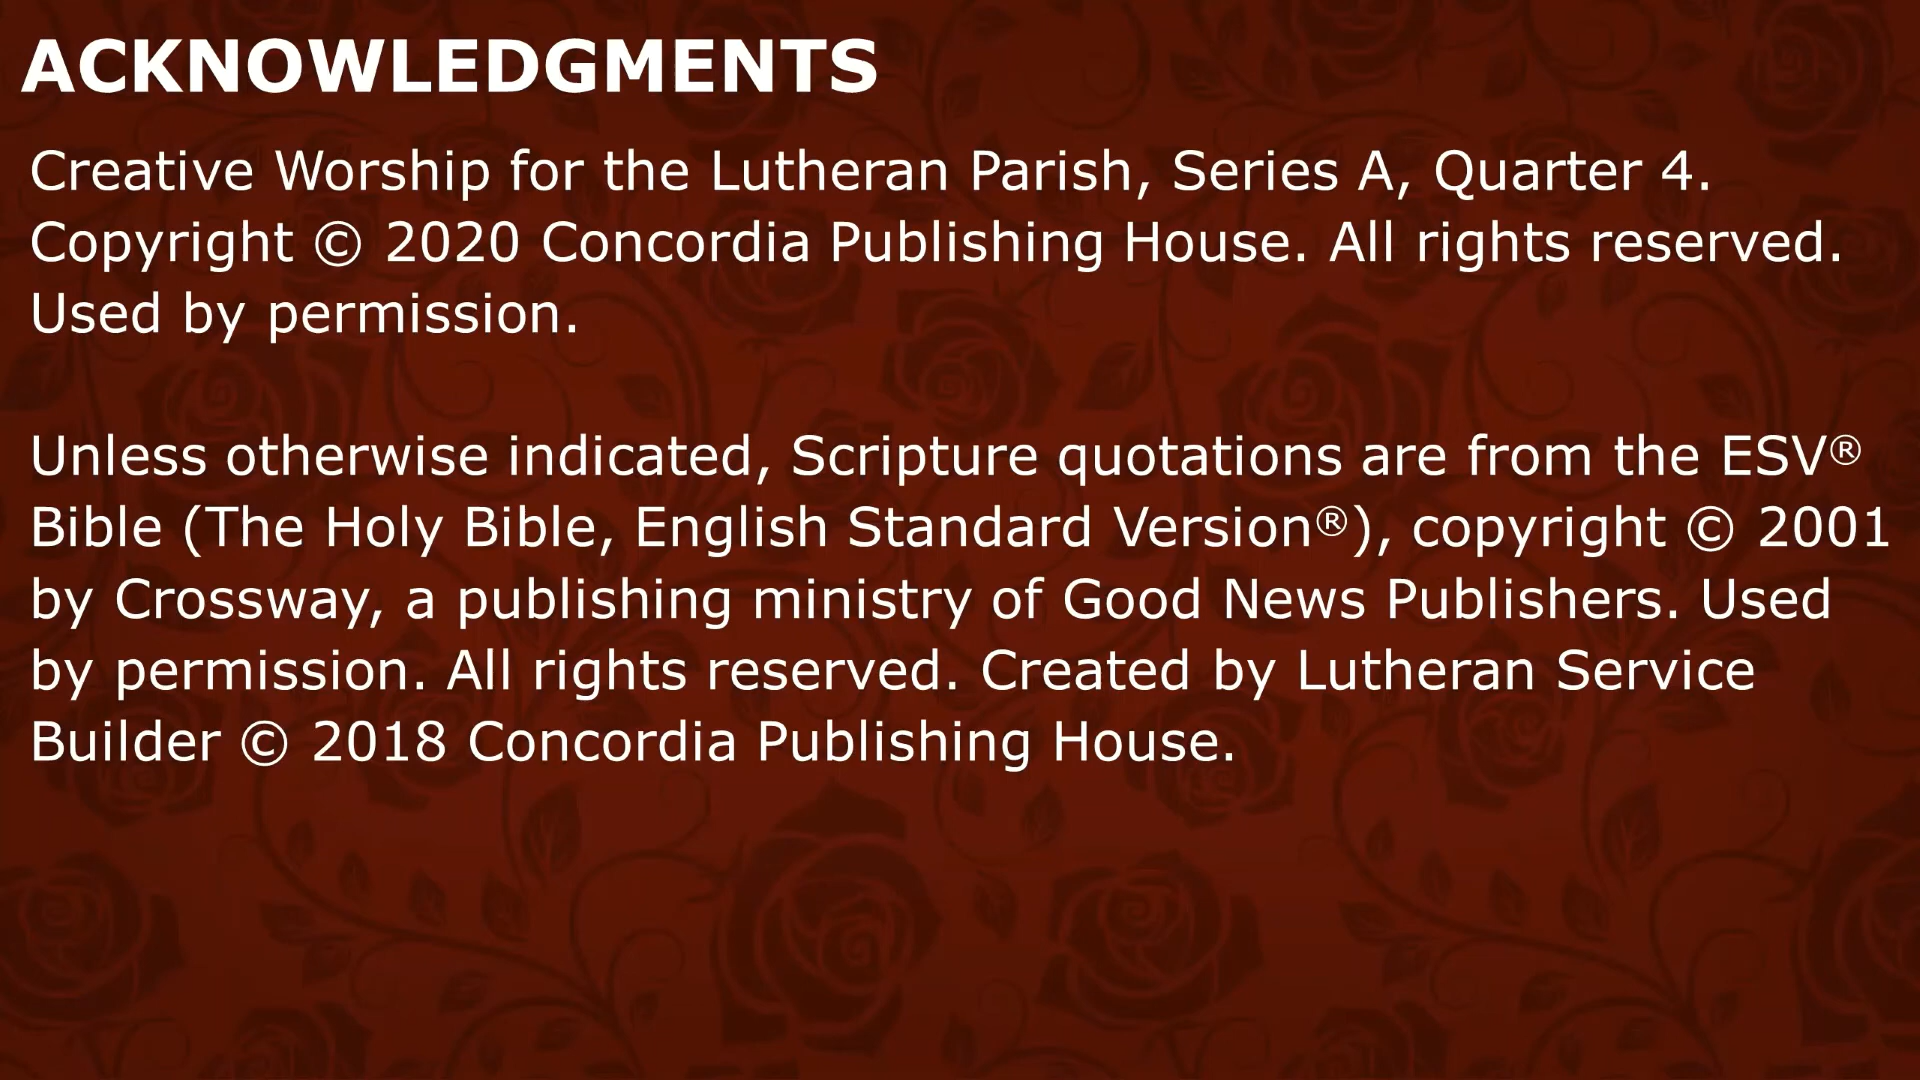 ACKNOWLEDGMENTS
Creative Worship for the Lutheran Parish, Series A, Quarter 4.
Copyright © 2020 Concordia Publishing House. All rights reserved.
Used by permission.
Unless otherwise indicated, Scripture quotations are from the ESV®
Bible (The Holy Bible, English Standard Version®), copyright © 2001
by Crossway, a publishing ministry of Good News Publishers. Used
by permission. All rights reserved. Created by Lutheran Service
Builder © 2018 Concordia Publishing House.